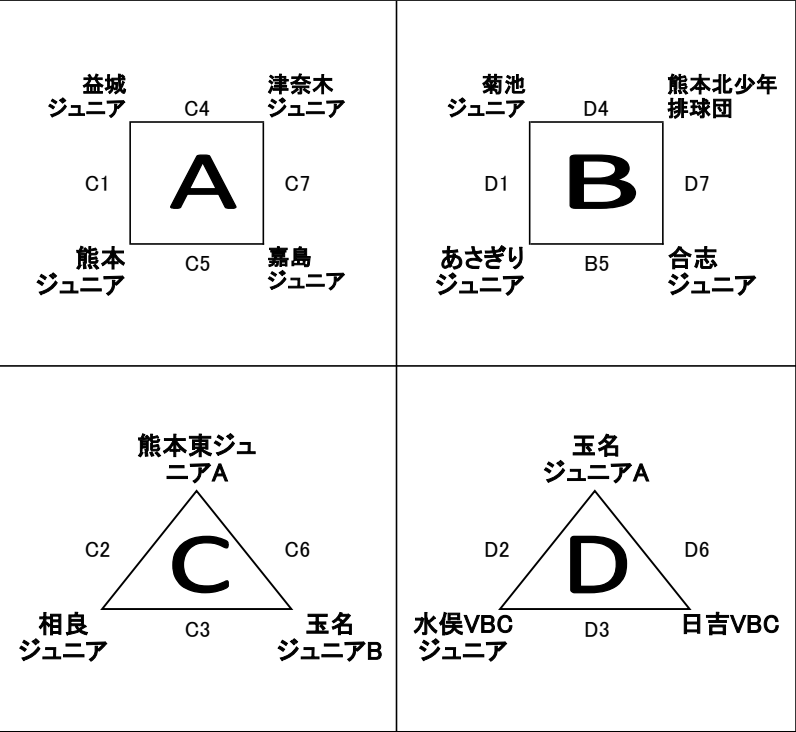 益城
ジュニア
C4
津奈木
ジュニア
C1
A
C7
熊本
ジュニア
C5
嘉島
ジュニア
菊池
ジュニア
D4
熊本北少年
排球団
D1
B
D7
あさぎり
ジュニア
B5
合志
ジュニア
熊本東ジュ
ニアA
C2
C
C6
相良
ジュニア
C3
玉名
ジュニアB
玉名
ジュニアA
D2
D
D6
水俣VBC
ジュニア
D3
日吉VBC